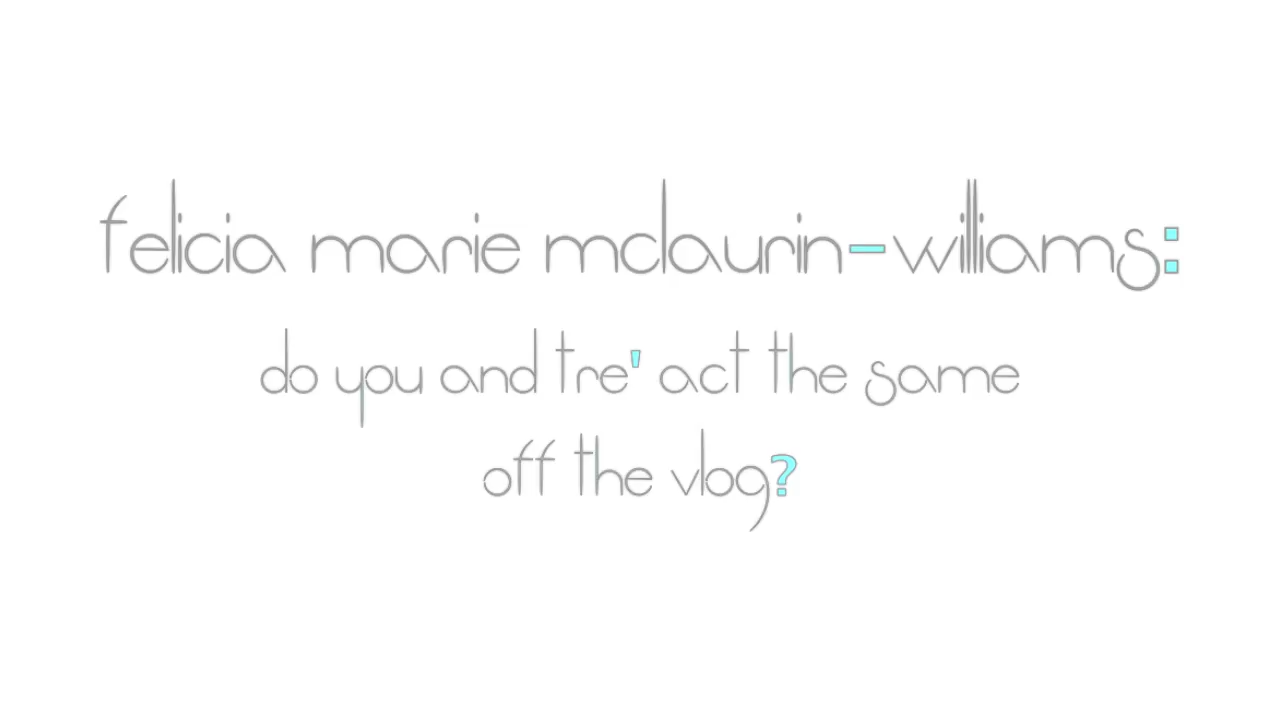 felicia marie mclaurin-williams:
do you and tre' act the same
off the vlog?